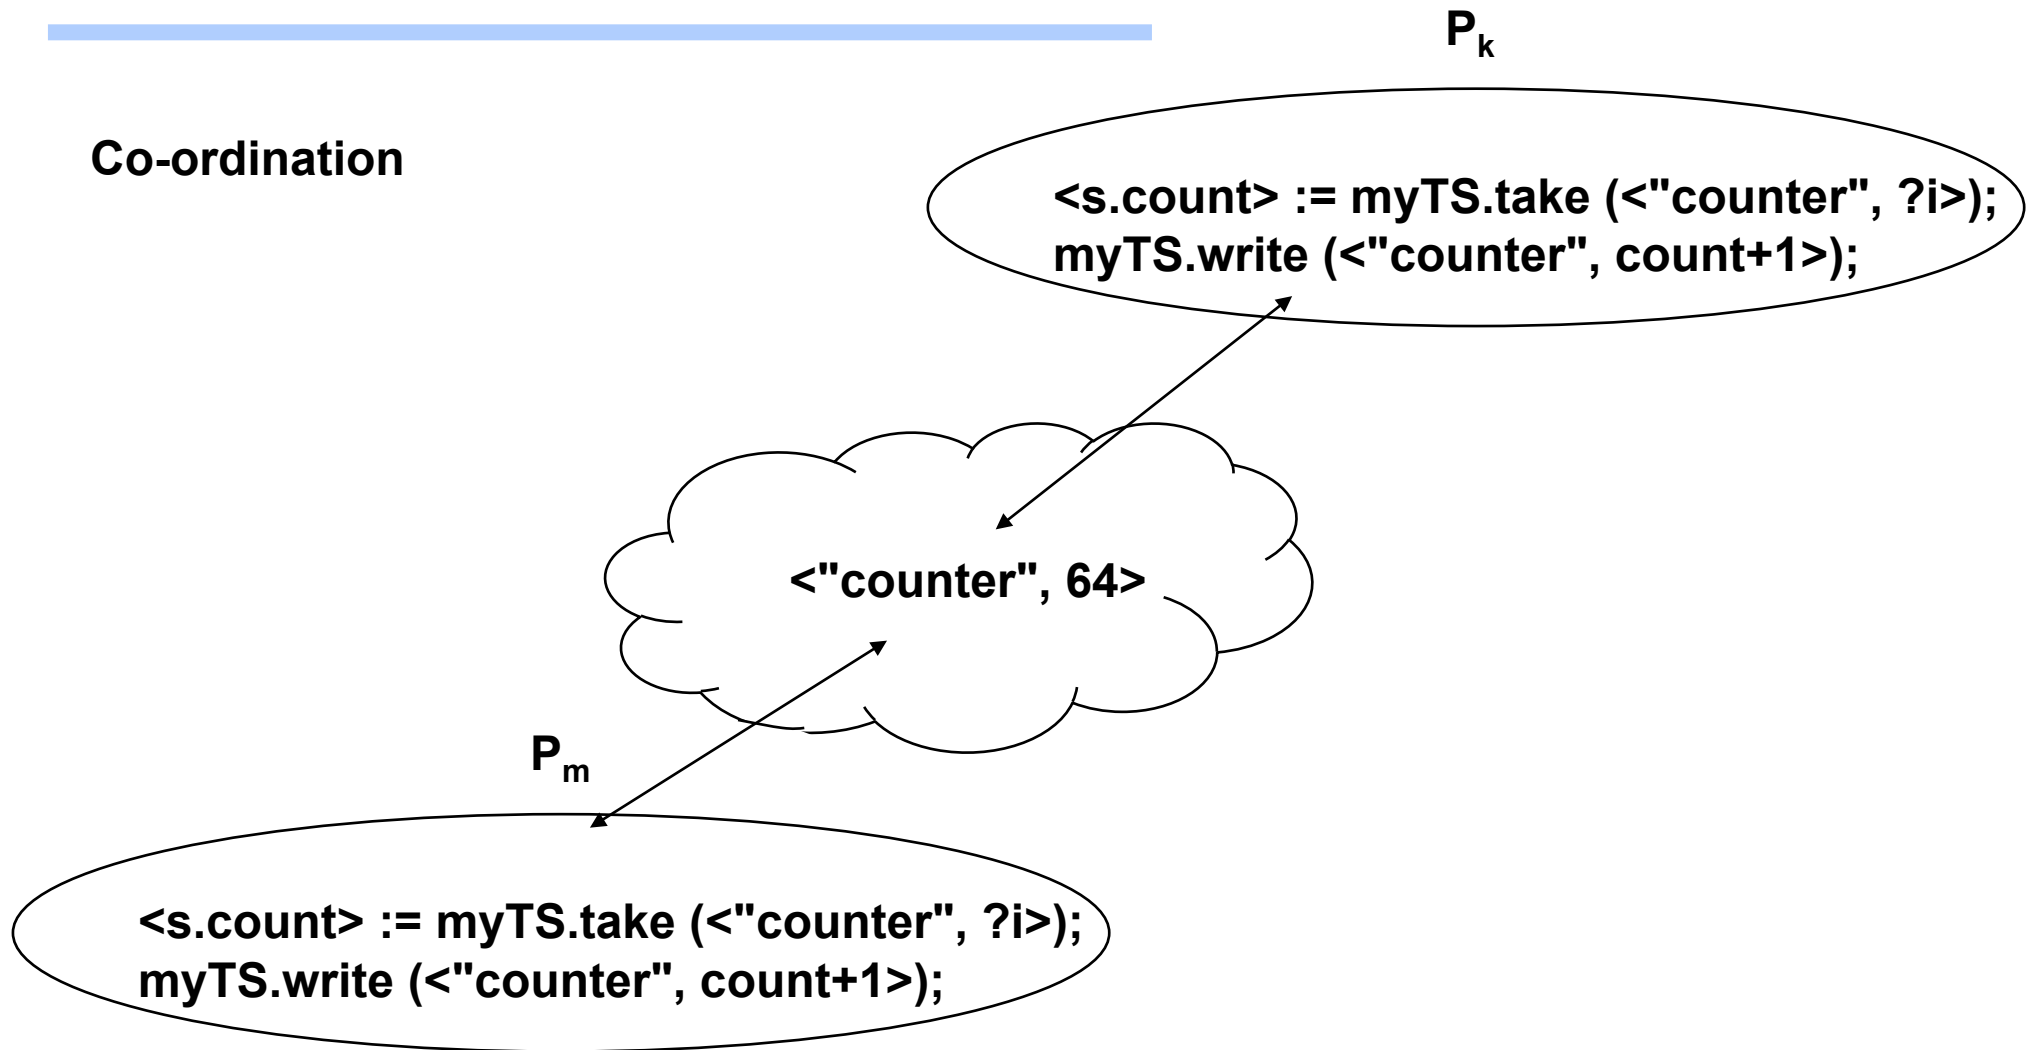 P_k
Co-ordination
<s.count> := myTS.take (<"counter", ?i>);
myTS.write (<"counter", count+1>);
<"counter", 64>
P_m
<s.count> := myTS.take (<"counter", ?i>);
myTS.write (<"counter", count+1>);